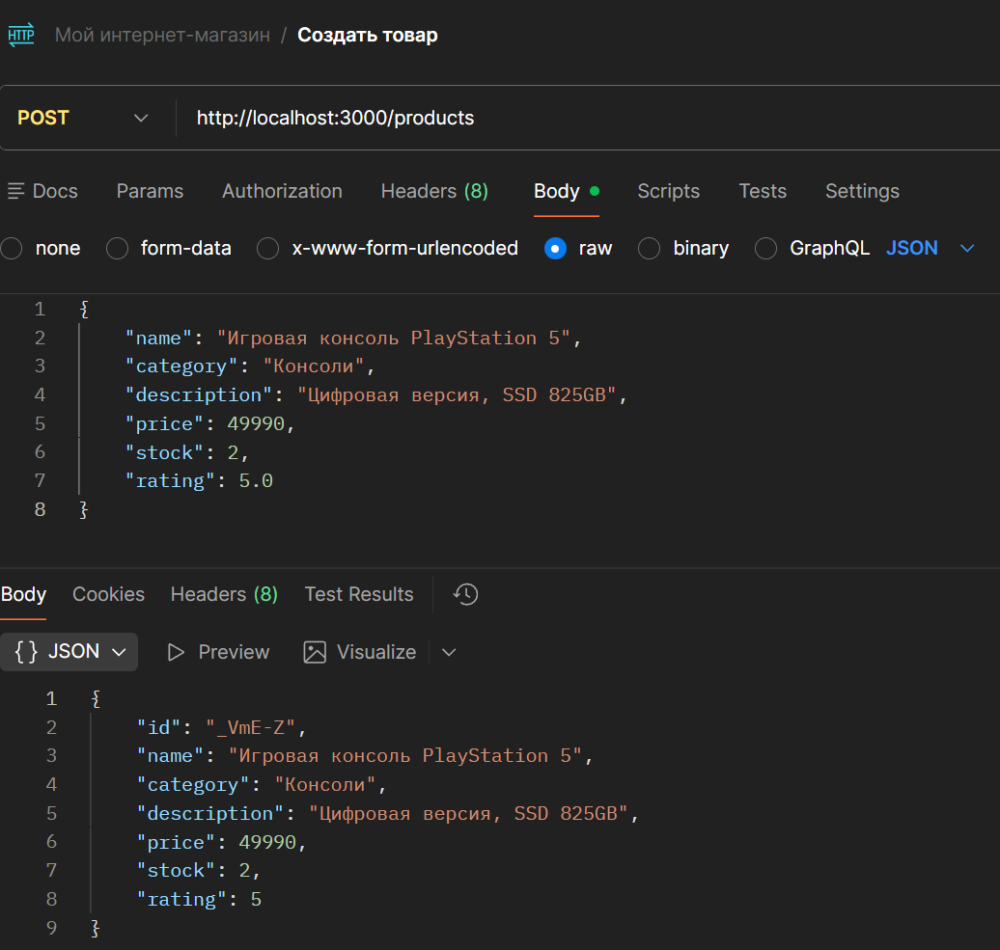 HTTP Мой интернет-магазин / Создать товар
POST http://localhost:3000/products
Docs Params Authorization Headers (8) Body Scripts Tests Settings
none form-data x-www-form-urlencoded raw binary GraphQL JSON
1 {
2 "name": "Игровая консоль PlayStation 5",
3 "category": "Консоли",
4 "description": "Цифровая версия, SSD 825GB",
5 "price": 49990,
6 "stock": 2,
7 "rating": 5.0
8 }
Body Cookies Headers (8) Test Results
{} JSON Preview Visualize
1 {
2 "id": "_VmE-Z",
3 "name": "Игровая консоль PlayStation 5",
4 "category": "Консоли",
5 "description": "Цифровая версия, SSD 825GB",
6 "price": 49990,
7 "stock": 2,
8 "rating": 5
9 }